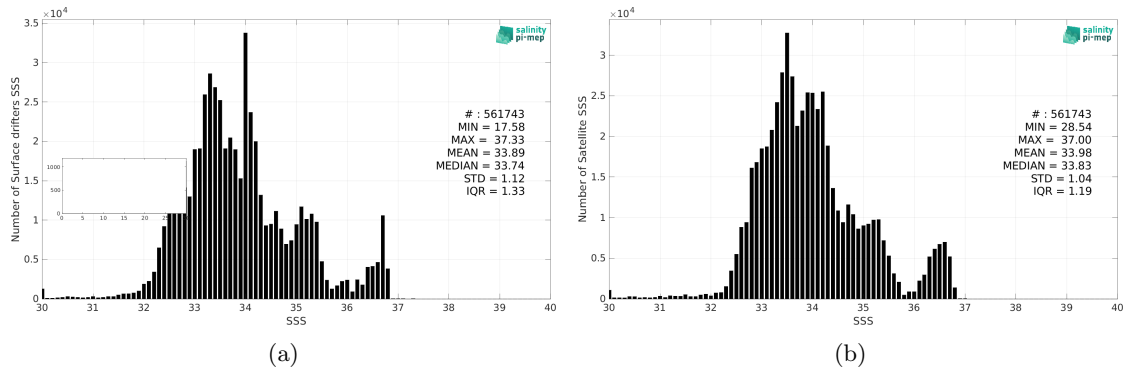 ×10⁴
3.5
3
2.5
2
1.5
1
0.5
0
Number of Surface drifters SSS
salinity
pi-mep
# : 561743
MIN = 17.58
MAX = 37.33
MEAN = 33.89
MEDIAN = 33.74
STD = 1.12
IQR = 1.33
1000
500
0
0 5 10 15 20 25
30 31 32 33 34 35 36 37 38 39 40
SSS
(a)
×10⁴
3
2.5
2
1.5
1
0.5
0
Number of Satellite SSS
salinity
pi-mep
# : 561743
MIN = 28.54
MAX = 37.00
MEAN = 33.98
MEDIAN = 33.83
STD = 1.04
IQR = 1.19
30 31 32 33 34 35 36 37 38 39 40
SSS
(b)